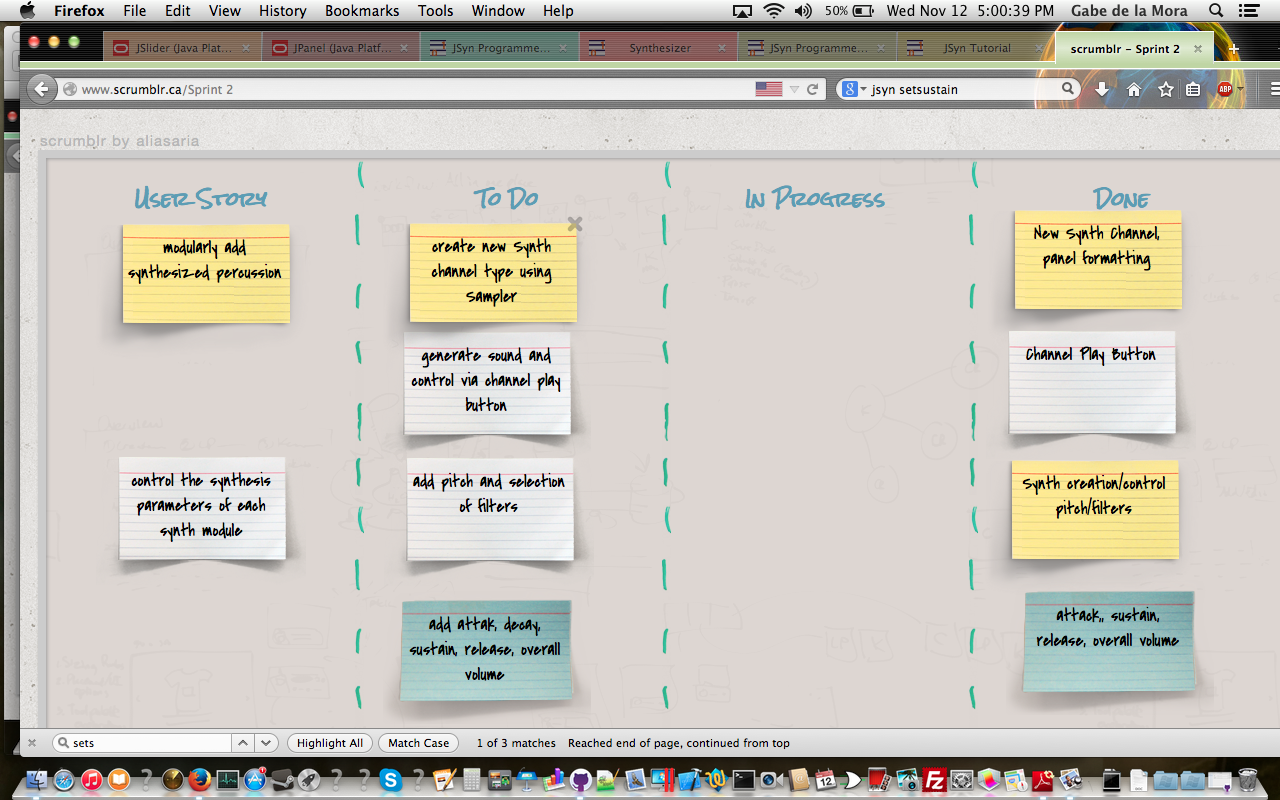 Firefox File Edit View History Bookmarks Tools Window Help 50% Wed Nov 12 5:00:39 PM Gabe de la Mora
JSlider (Java Plat... JPanel (Java Platf... JSyn Programme... Synthesizer JSyn Programme... JSyn Tutorial scrumblr - Sprint 2
www.scrumblr.ca/Sprint 2 8 jsyn setsustain ABP
scrumblr by aliasaria
User Story To Do In Progress Done
modularly add
synthesized percussion
create new Synth
channel type using
Sampler
New Synth Channel,
panel formatting
generate sound and
control via channel play
button
Channel Play Button
control the synthesis
parameters of each
synth module
add pitch and selection
of filters
Synth creation/control
pitch/filters
add attak, decay,
sustain, release, overall
volume
attack,, sustain,
release, overall volume
sets Highlight All Match Case 1 of 3 matches Reached end of page, continued from top